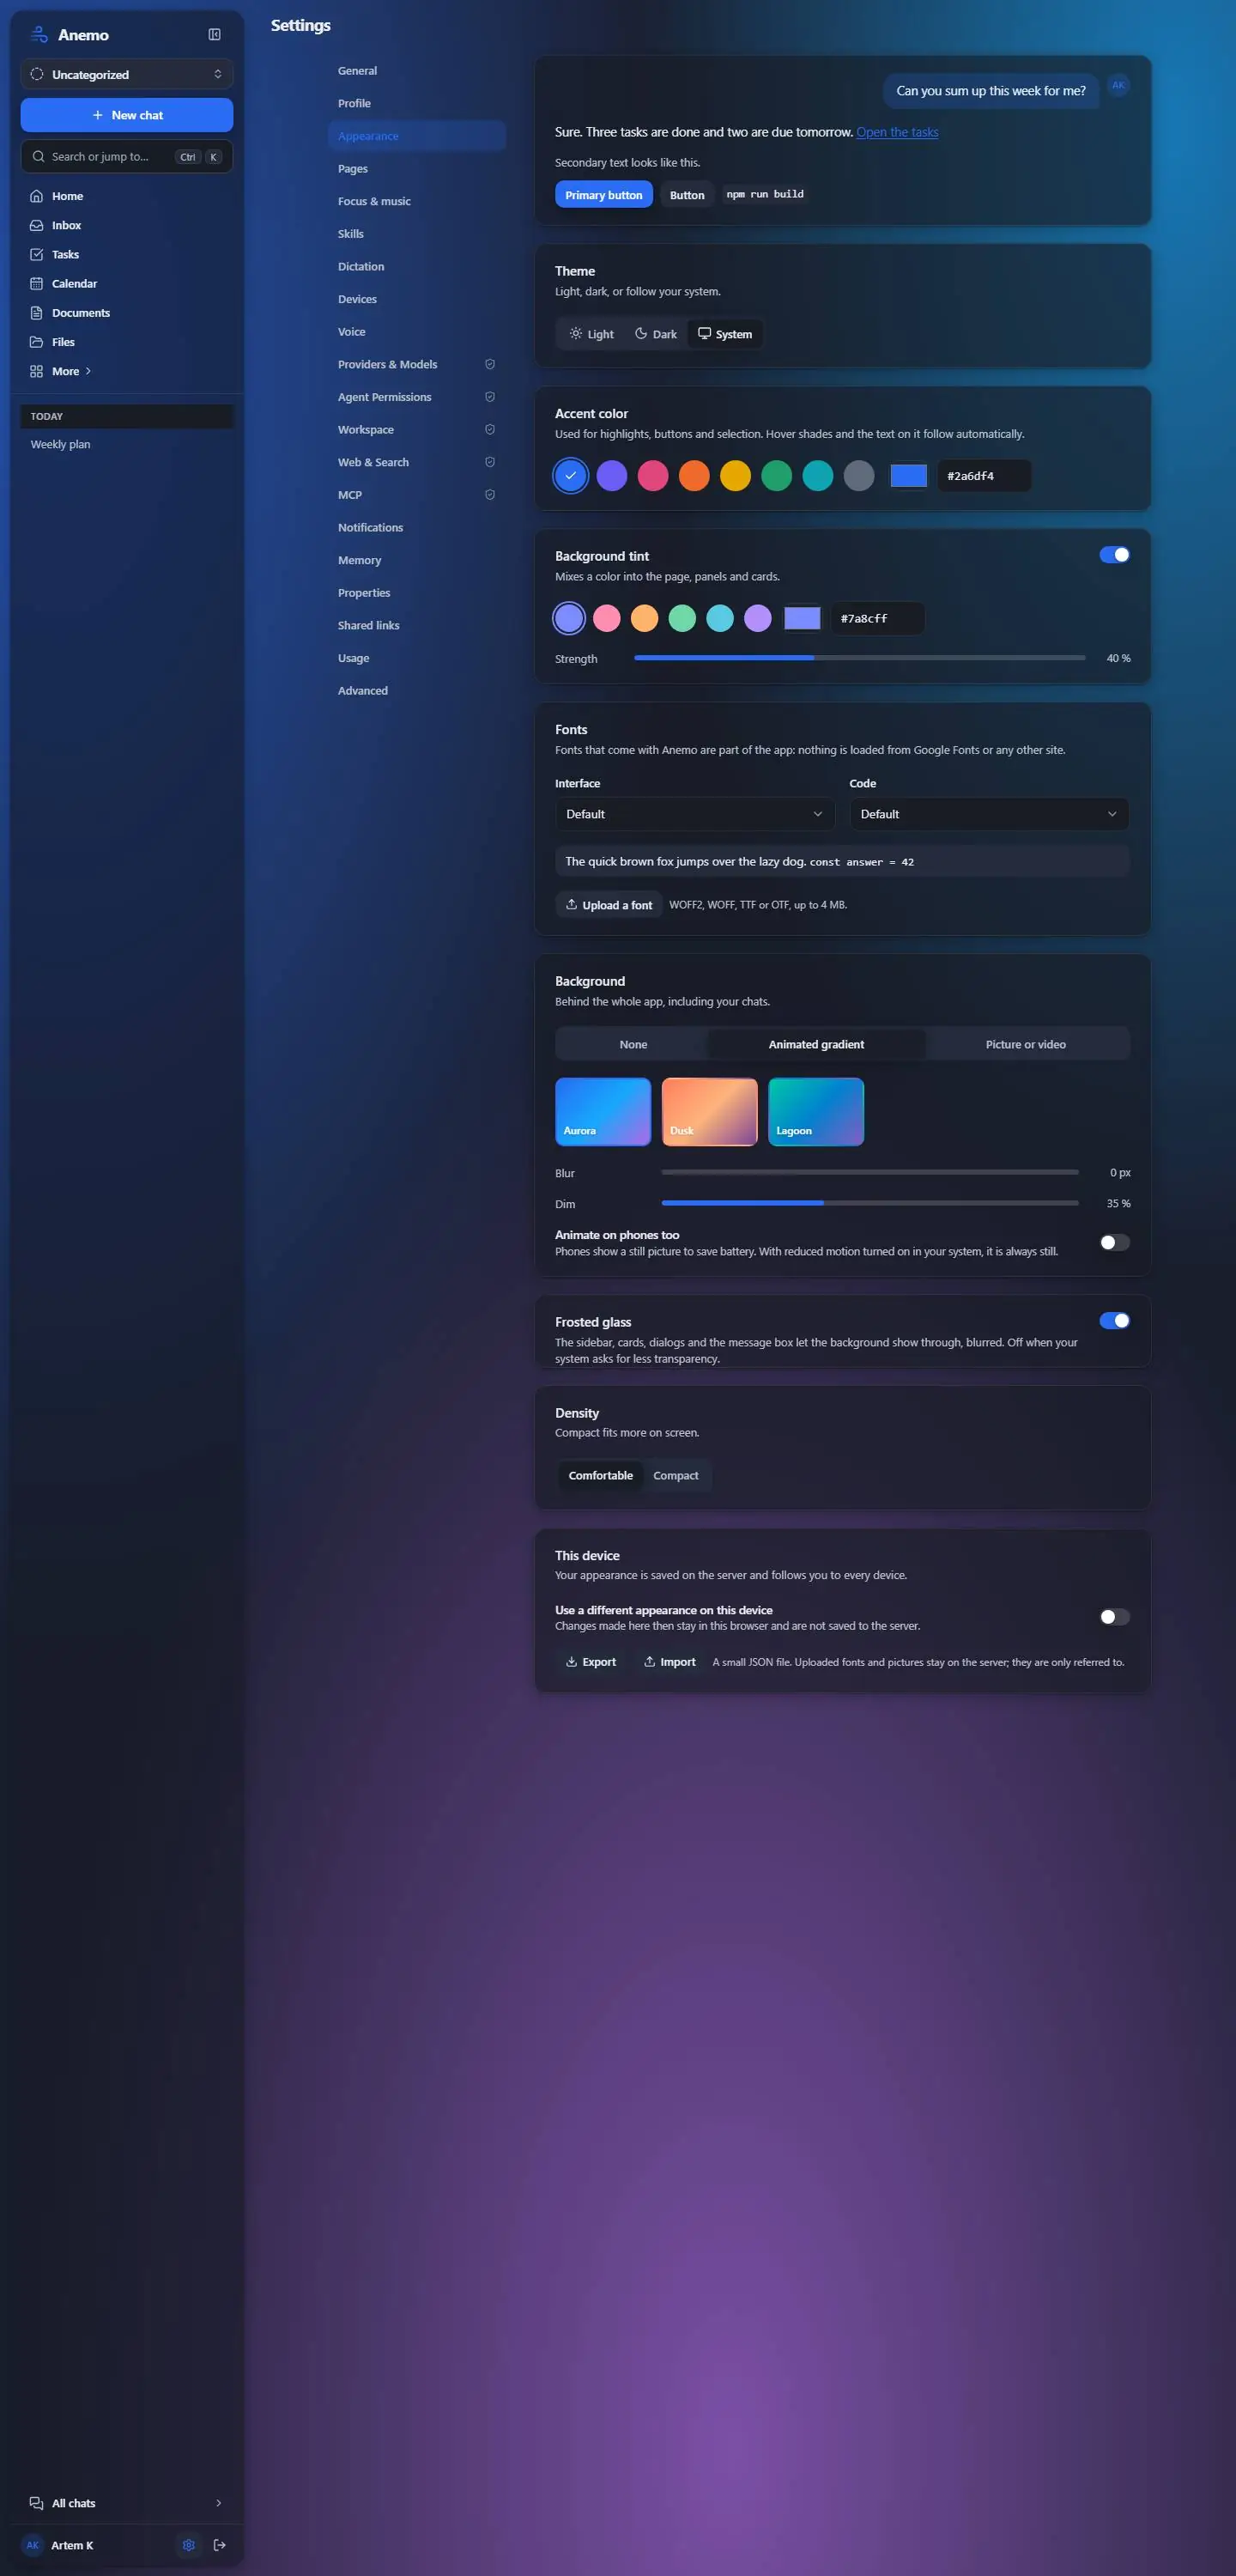 Anemo
Uncategorized
New chat
Search or jump to... Ctrl K
Home
Inbox
Tasks
Calendar
Documents
Files
More
TODAY
Weekly plan
All chats
AK Artem K
Settings
General
Profile
Appearance
Pages
Focus & music
Skills
Dictation
Devices
Voice
Providers & Models
Agent Permissions
Workspace
Web & Search
MCP
Notifications
Memory
Properties
Shared links
Usage
Advanced
Can you sum up this week for me? AK
Sure. Three tasks are done and two are due tomorrow. Open the tasks
Secondary text looks like this.
Primary button Button npm run build
Theme
Light, dark, or follow your system.
Light Dark System
Accent color
Used for highlights, buttons and selection. Hover shades and the text on it follow automatically.
#2a6df4
Background tint
Mixes a color into the page, panels and cards.
#7a8cff
Strength 40 %
Fonts
Fonts that come with Anemo are part of the app: nothing is loaded from Google Fonts or any other site.
Interface Code
Default Default
The quick brown fox jumps over the lazy dog. const answer = 42
Upload a font WOFF2, WOFF, TTF or OTF, up to 4 MB.
Background
Behind the whole app, including your chats.
None Animated gradient Picture or video
Aurora Dusk Lagoon
Blur 0 px
Dim 35 %
Animate on phones too
Phones show a still picture to save battery. With reduced motion turned on in your system, it is always still.
Frosted glass
The sidebar, cards, dialogs and the message box let the background show through, blurred. Off when your
system asks for less transparency.
Density
Compact fits more on screen.
Comfortable Compact
This device
Your appearance is saved on the server and follows you to every device.
Use a different appearance on this device
Changes made here then stay in this browser and are not saved to the server.
Export Import A small JSON file. Uploaded fonts and pictures stay on the server; they are only referred to.